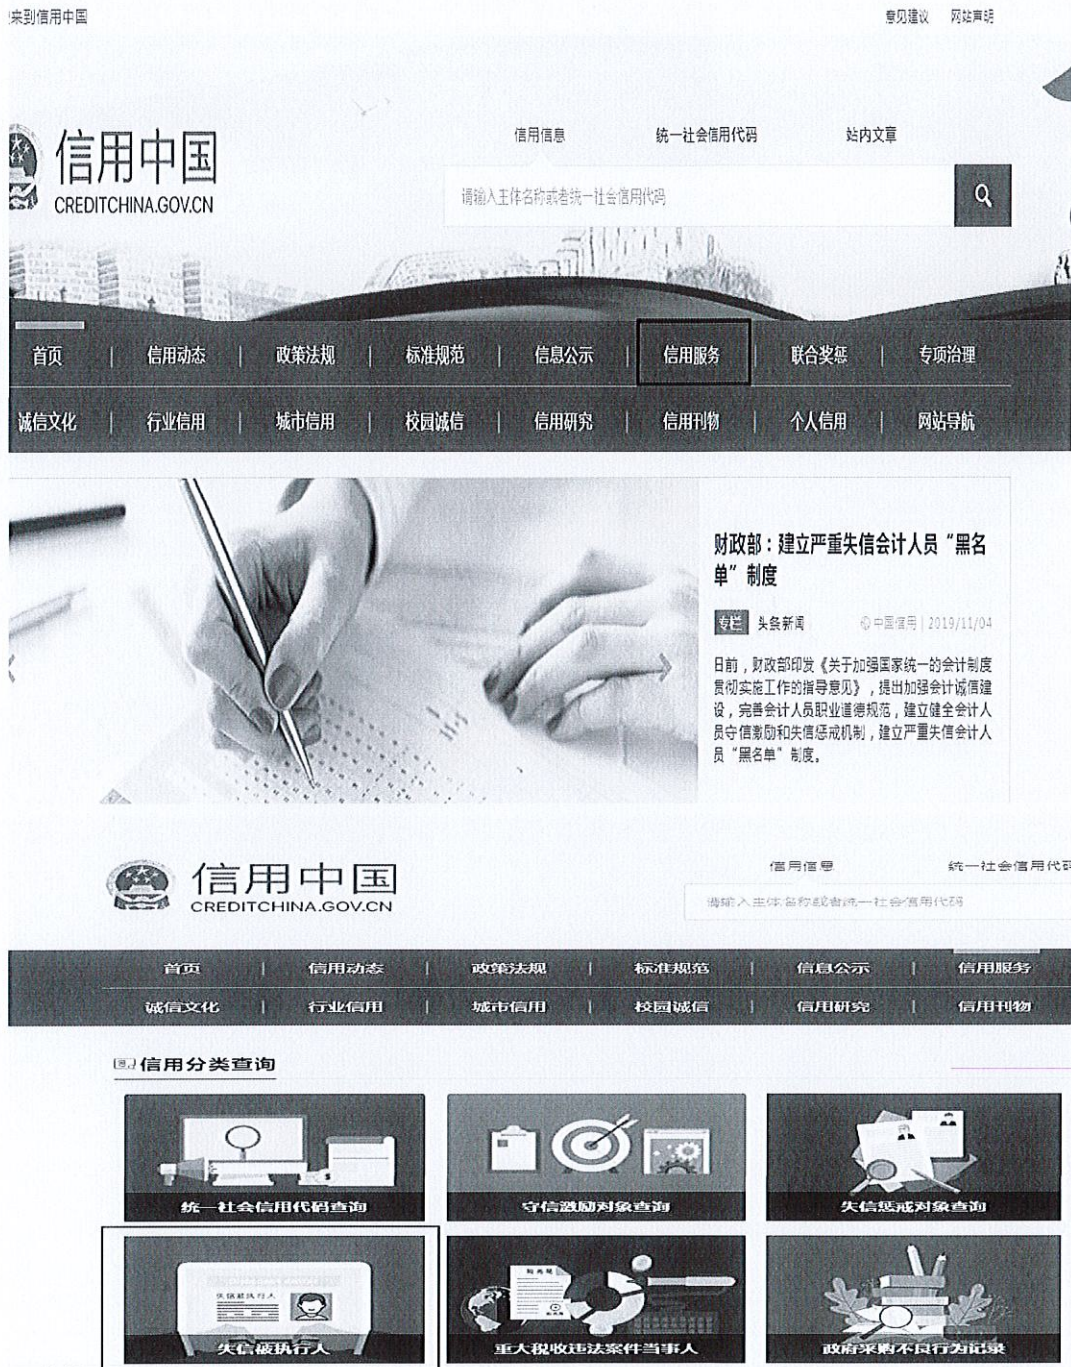 来到信用中国
意见建议 网站声明
信用中国
CREDITCHINA.GOV.CN
信用信息 统一社会信用代码 站内文章
请输入主体名称或者统一社会信用代码
首页 | 信用动态 | 政策法规 | 标准规范 | 信息公示 | 信用服务 | 联合奖惩 | 专项治理
诚信文化 | 行业信用 | 城市信用 | 校园诚信 | 信用研究 | 信用刊物 | 个人信用 | 网站导航
财政部：建立严重失信会计人员“黑名
单”制度
专栏 头条新闻 中国信用 | 2019/11/04
日前，财政部印发《关于加强国家统一的会计制度
贯彻实施工作的指导意见》，提出加强会计诚信建
设，完善会计人员职业道德规范，建立健全会计人
员守信激励和失信惩戒机制，建立严重失信会计人
员“黑名单”制度。
信用中国
CREDITCHINA.GOV.CN
信用信息 统一社会信用代码
请输入主体名称或者统一社会信用代码
首页 | 信用动态 | 政策法规 | 标准规范 | 信息公示 | 信用服务
诚信文化 | 行业信用 | 城市信用 | 校园诚信 | 信用研究 | 信用刊物
信用分类查询
统一社会信用代码查询
守信激励对象查询
失信惩戒对象查询
失信被执行人
失信被执行人
重大税收违法案件当事人
政府采购不良行为记录